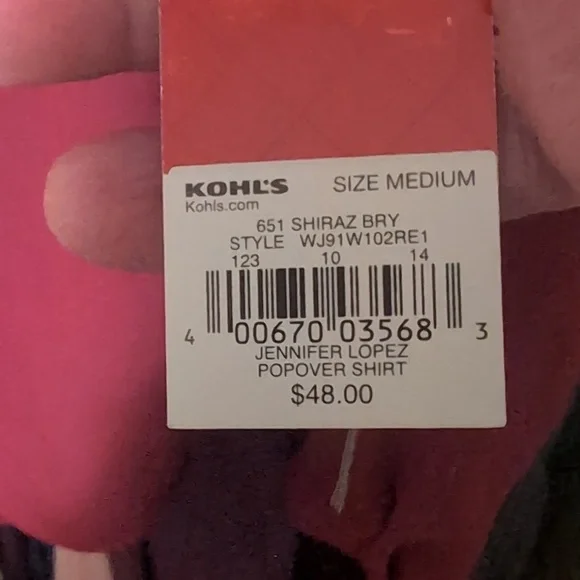 KOHL'S SIZE MEDIUM
Kohls.com
651 SHIRAZ BRY
STYLE WJ91W102RE1
123 10 14
4 00670 03568 3
JENNIFER LOPEZ
POPOVER SHIRT
$48.00